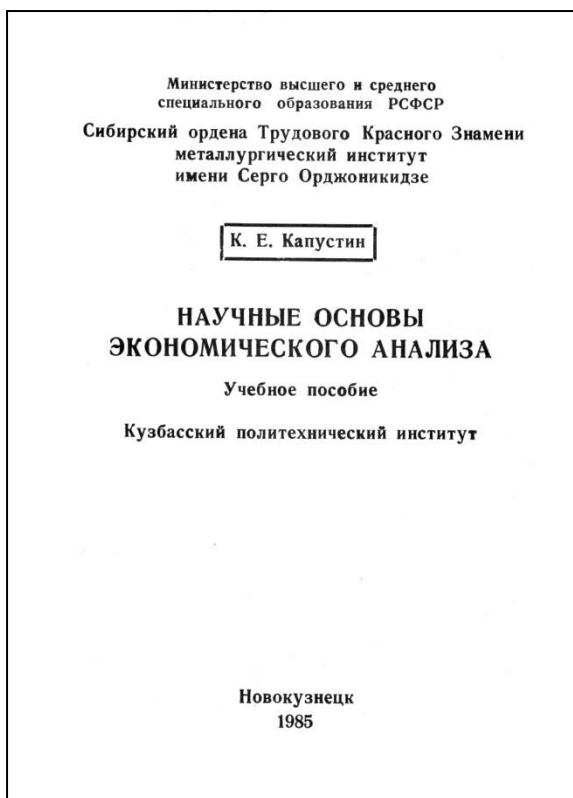 Министерство высшего и среднего
специального образования РСФСР
Сибирский ордена Трудового Красного Знамени
металлургический институт
имени Серго Орджоникидзе
К. Е. Капустин
НАУЧНЫЕ ОСНОВЫ
ЭКОНОМИЧЕСКОГО АНАЛИЗА
Учебное пособие
Кузбасский политехнический институт
Новокузнецк
1985